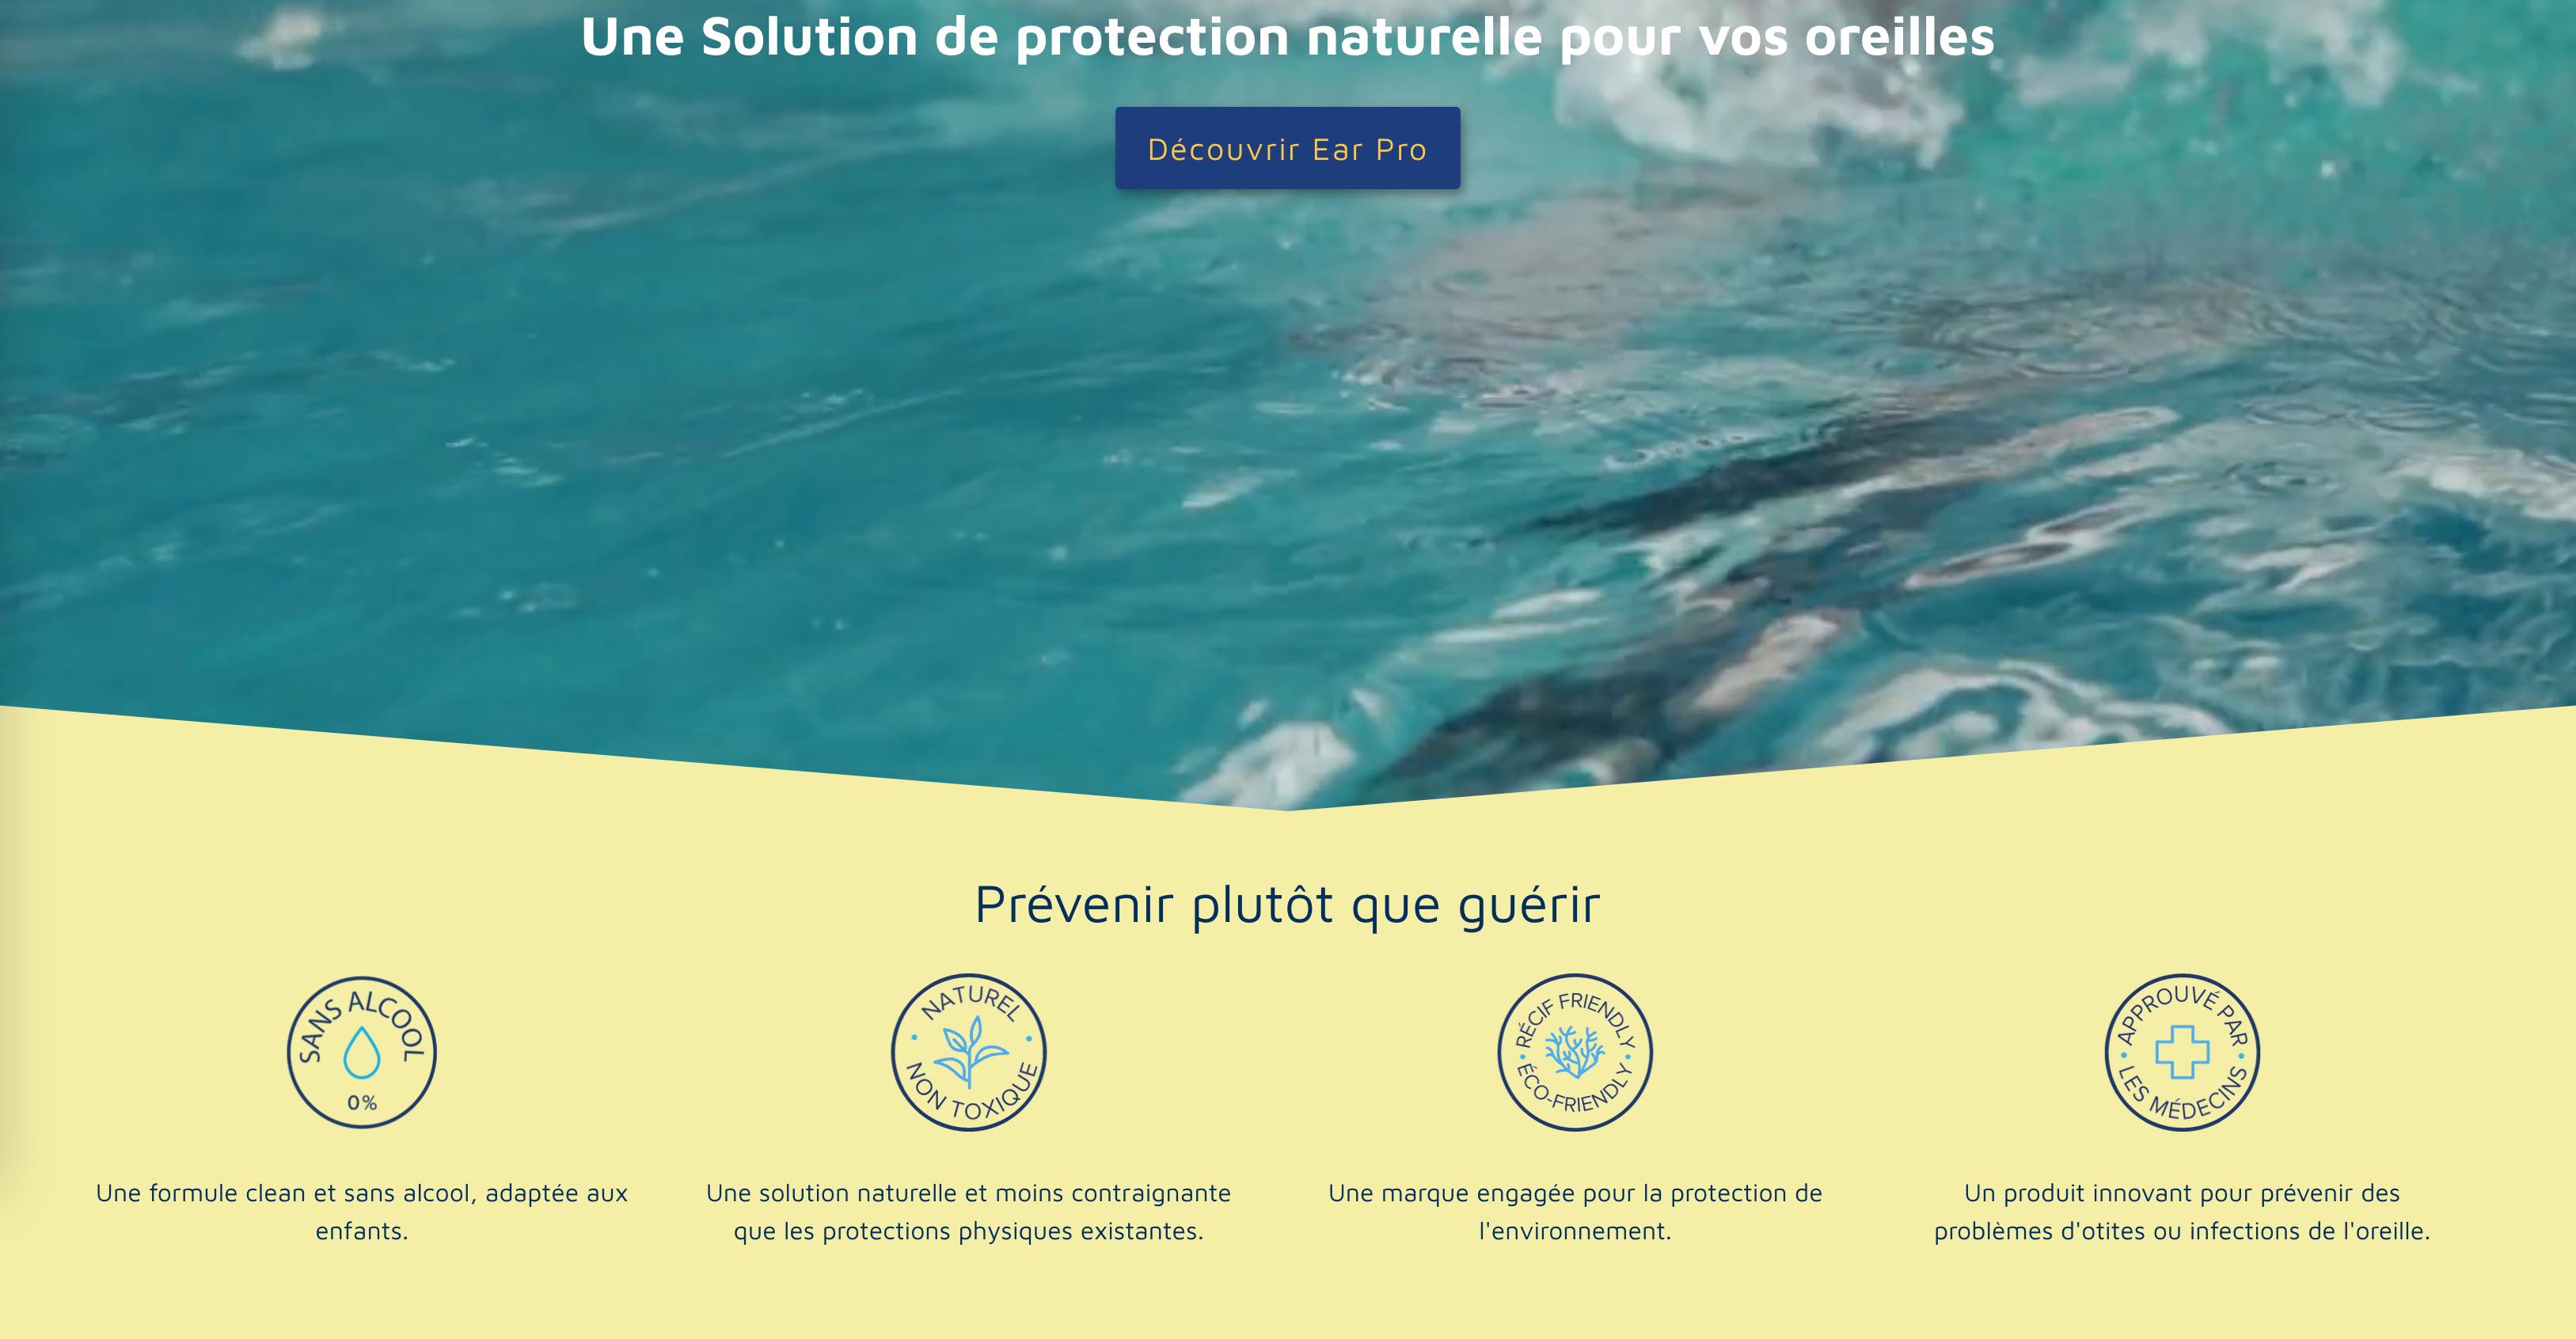 Une Solution de protection naturelle pour vos oreilles
Découvrir Ear Pro
Prévenir plutôt que guérir
SANS ALCOOL
0%
NATUREL
NON TOXIQUE
RÉCIF FRIENDLY
ÉCO-FRIENDLY
APPROUVÉ PAR
LES MÉDECINS
Une formule clean et sans alcool, adaptée aux
enfants.
Une solution naturelle et moins contraignante
que les protections physiques existantes.
Une marque engagée pour la protection de
l'environnement.
Un produit innovant pour prévenir des
problèmes d'otites ou infections de l'oreille.